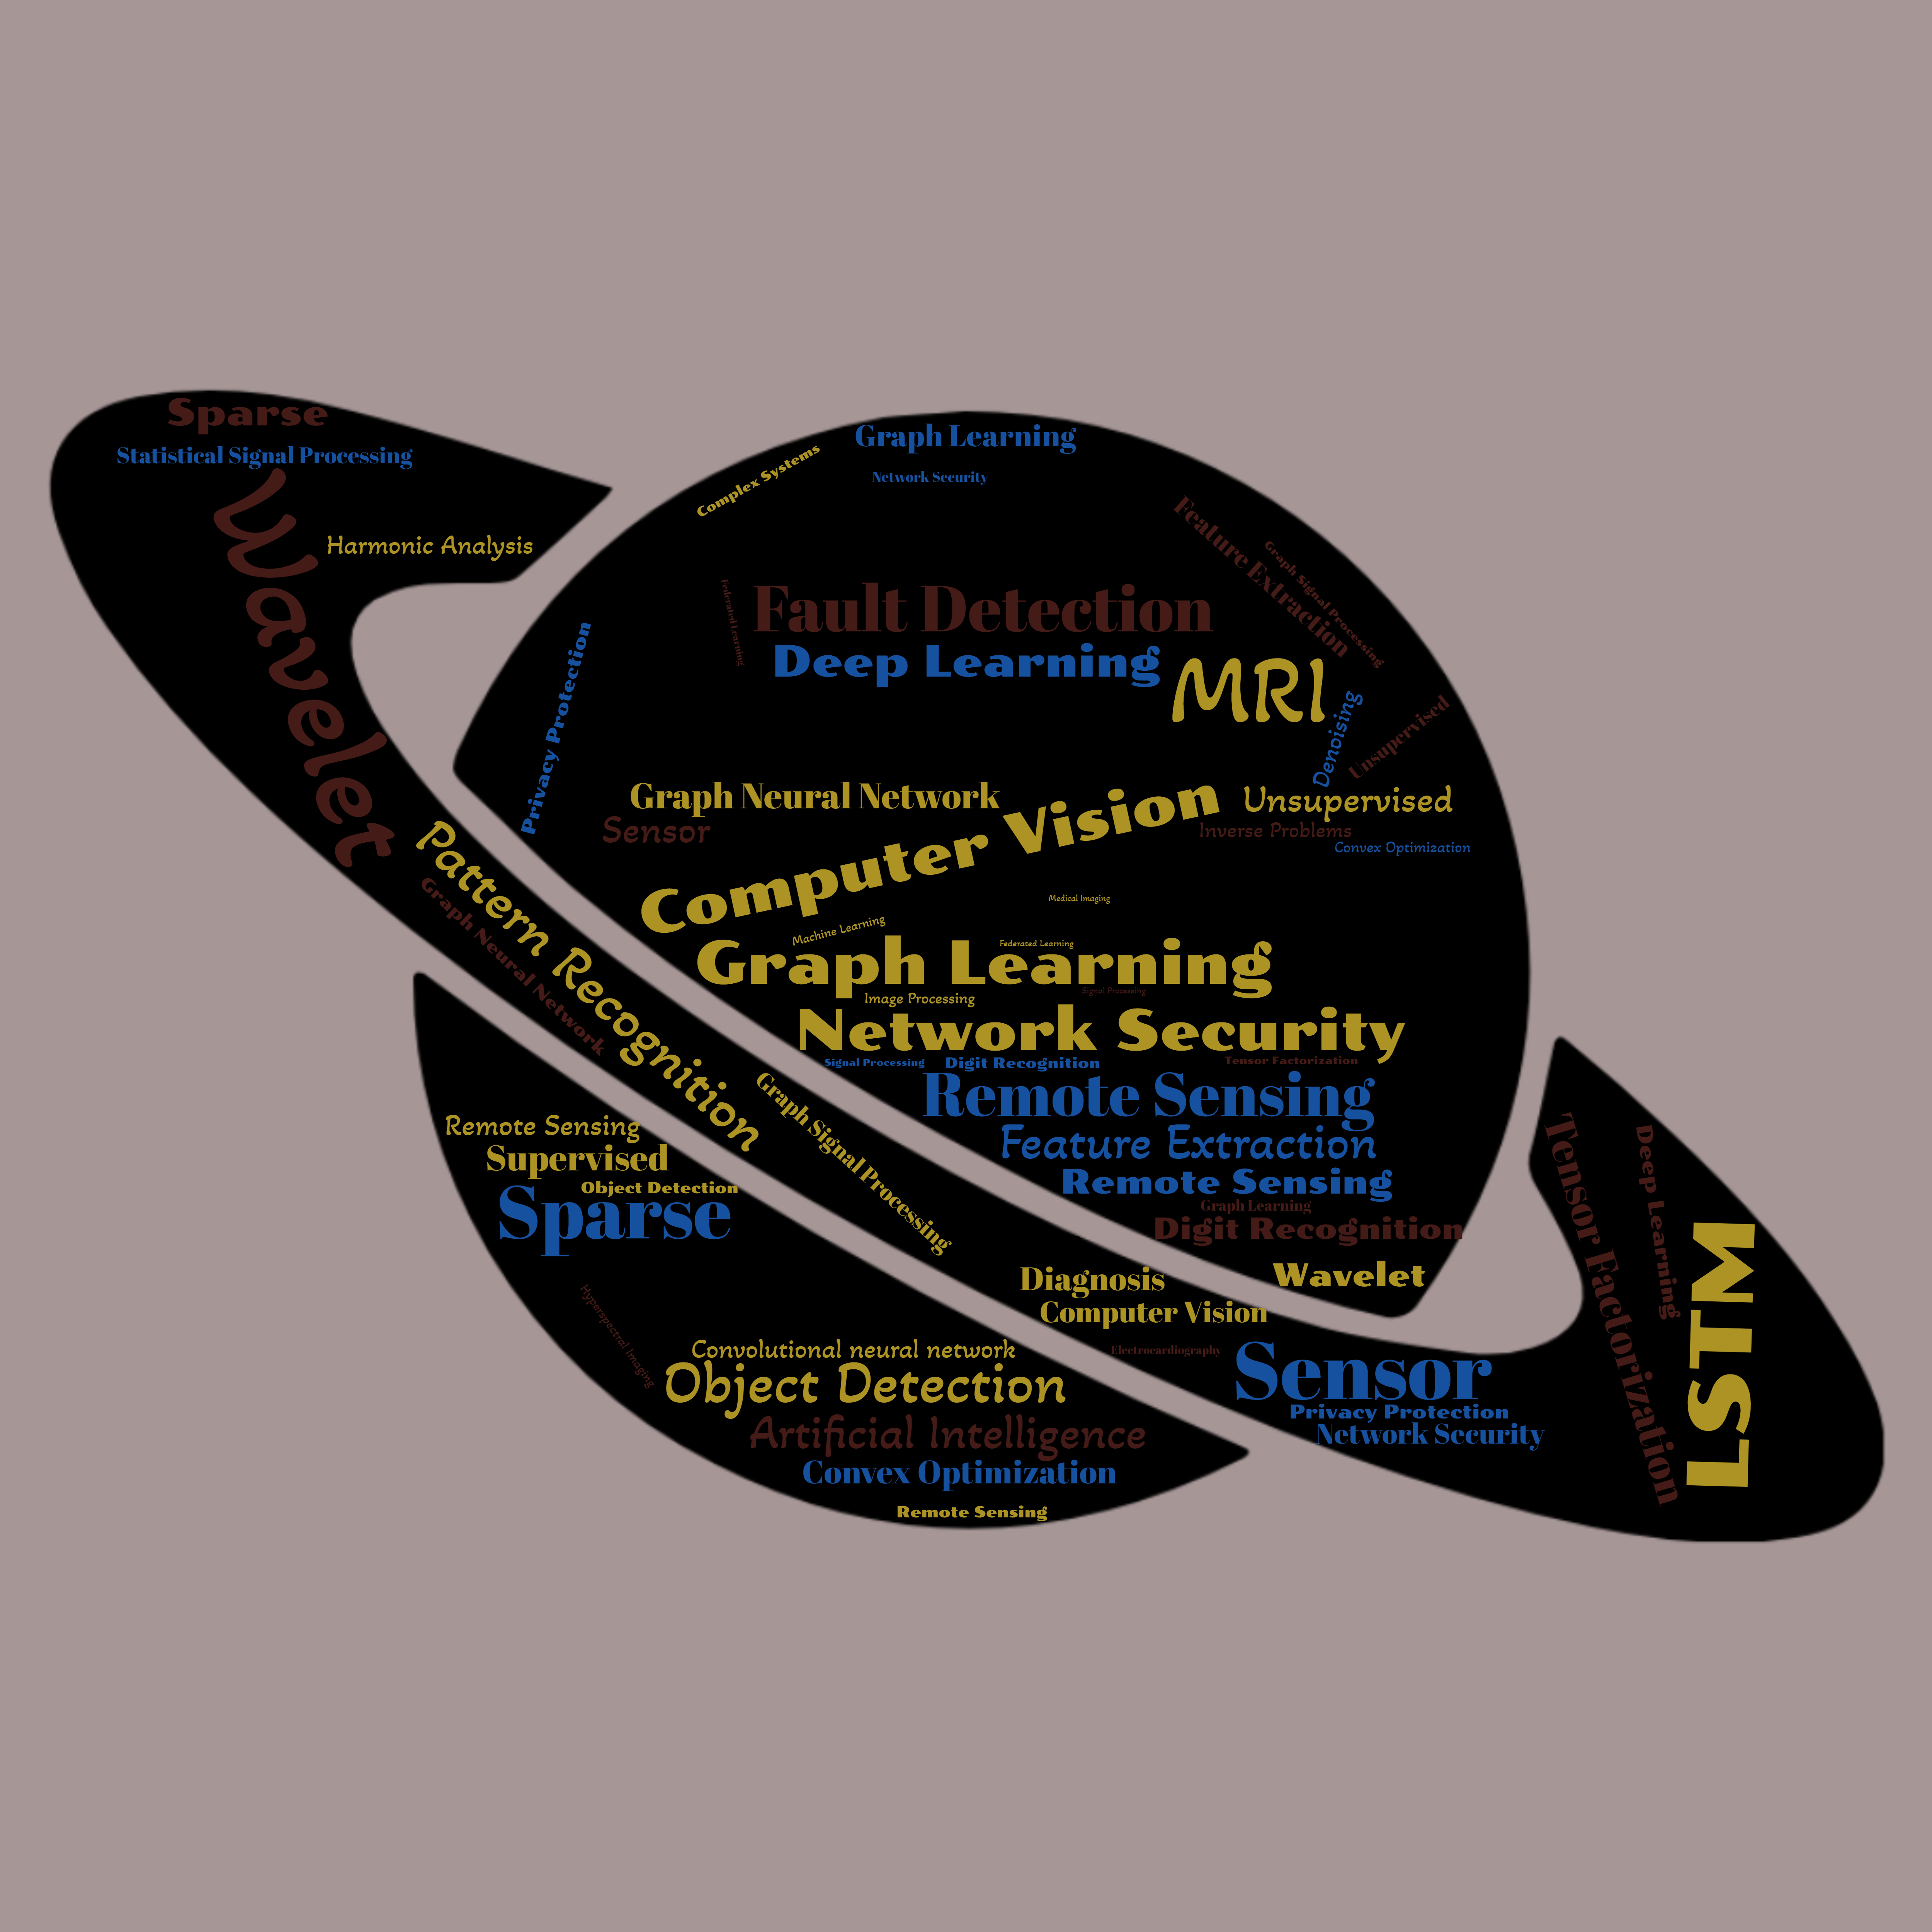 Sparse
Statistical Signal Processing
Wavelet
Harmonic Analysis
Graph Learning
Complex Systems
Network Security
Feature Extraction
Graph Signal Processing
Federated Learning
Fault Detection
Deep Learning
MRI
Privacy Protection
Denoising
Unsupervised
Graph Neural Network
Unsupervised
Sensor
Computer Vision
Inverse Problems
Convex Optimization
Medical Imaging
Machine Learning
Federated Learning
Graph Learning
Signal Processing
Image Processing
Network Security
Signal Processing
Digit Recognition
Tensor Factorization
Remote Sensing
Feature Extraction
Remote Sensing
Graph Learning
Digit Recognition
Wavelet
Pattern Recognition
Graph Neural Network
Graph Signal Processing
Diagnosis
Computer Vision
Electrocardiography
Sensor
Privacy Protection
Network Security
Tensor Factorization
Deep Learning
LSTM
Remote Sensing
Supervised
Object Detection
Sparse
Hyperspectral Imaging
Convolutional neural network
Object Detection
Artificial Intelligence
Convex Optimization
Remote Sensing